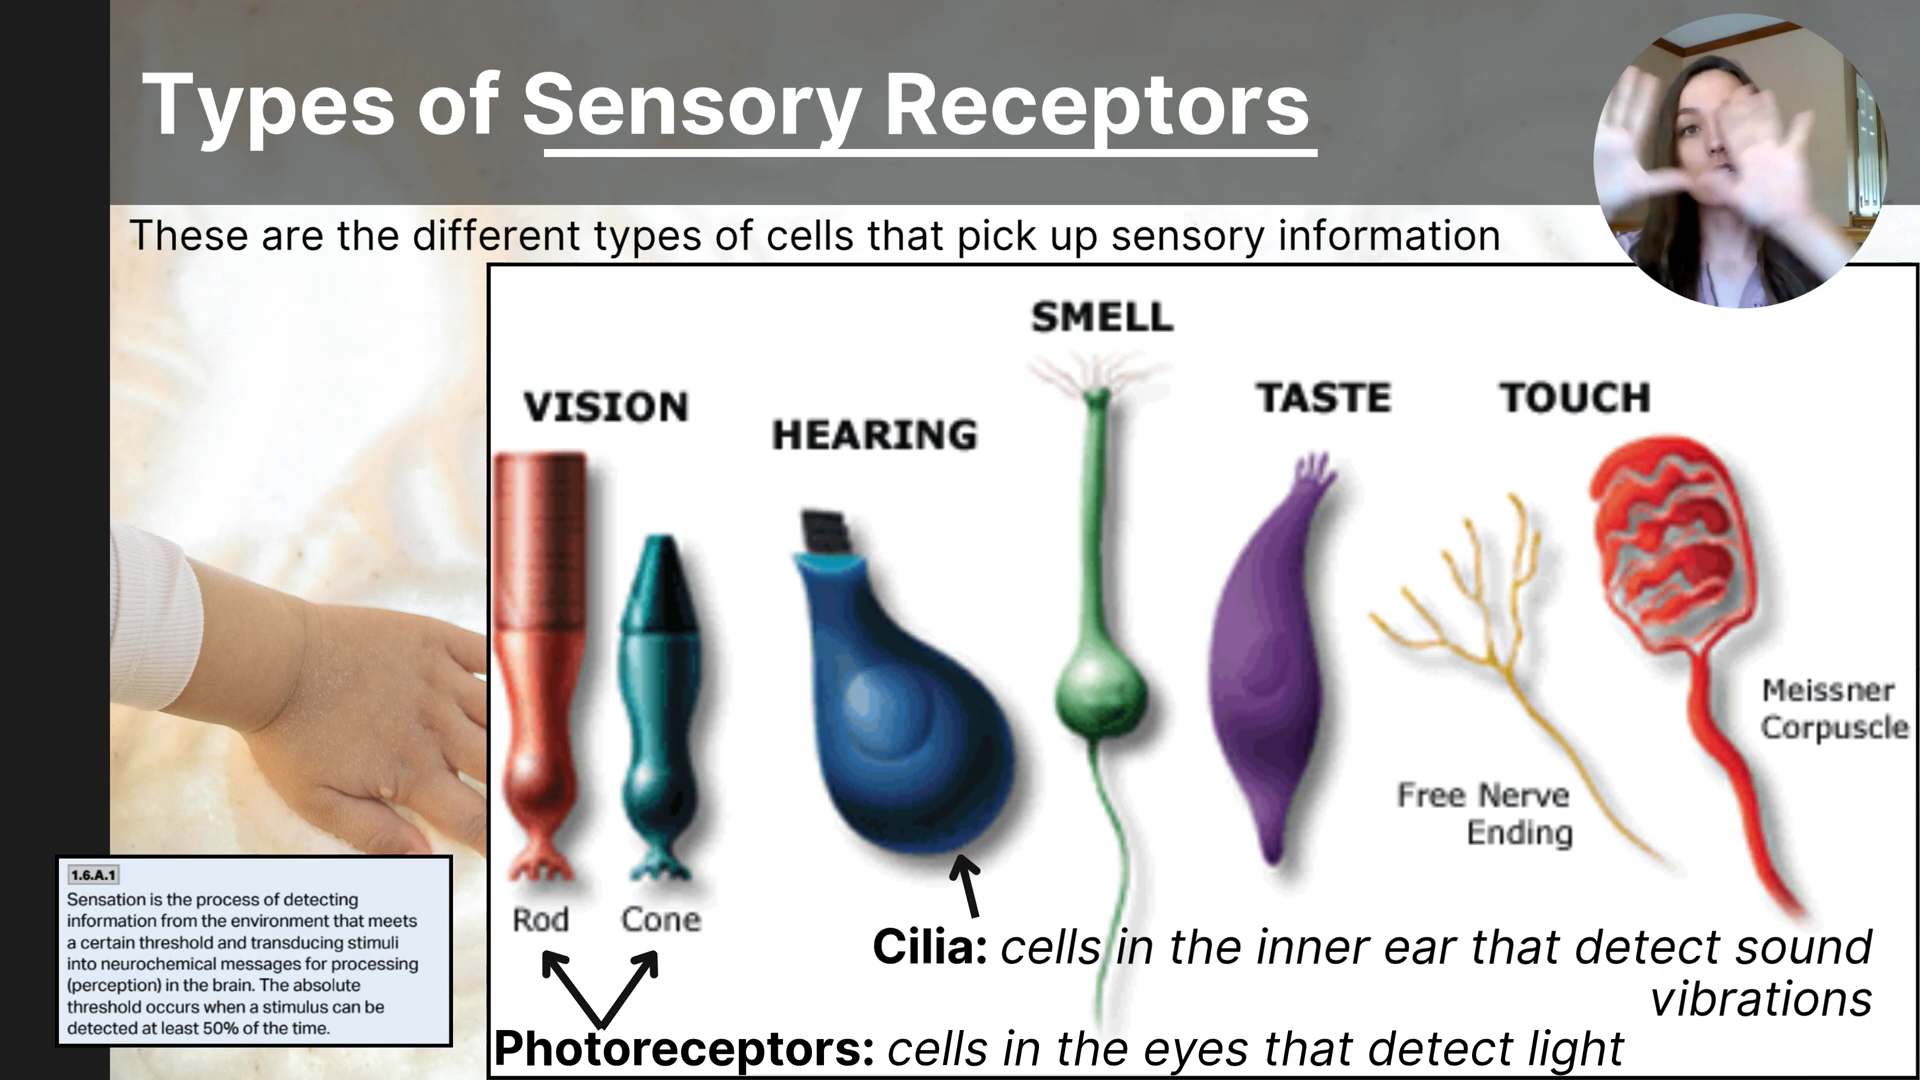 Types of Sensory Receptors
These are the different types of cells that pick up sensory information
SMELL
VISION
HEARING
TASTE
TOUCH
Meissner
Corpuscle
Free Nerve
Ending
Rod
Cone
Cilia: cells in the inner ear that detect sound
vibrations
Photoreceptors: cells in the eyes that detect light
1.6.A.1
Sensation is the process of detecting
information from the environment that meets
a certain threshold and transducing stimuli
into neurochemical messages for processing
(perception) in the brain. The absolute
threshold occurs when a stimulus can be
detected at least 50% of the time.